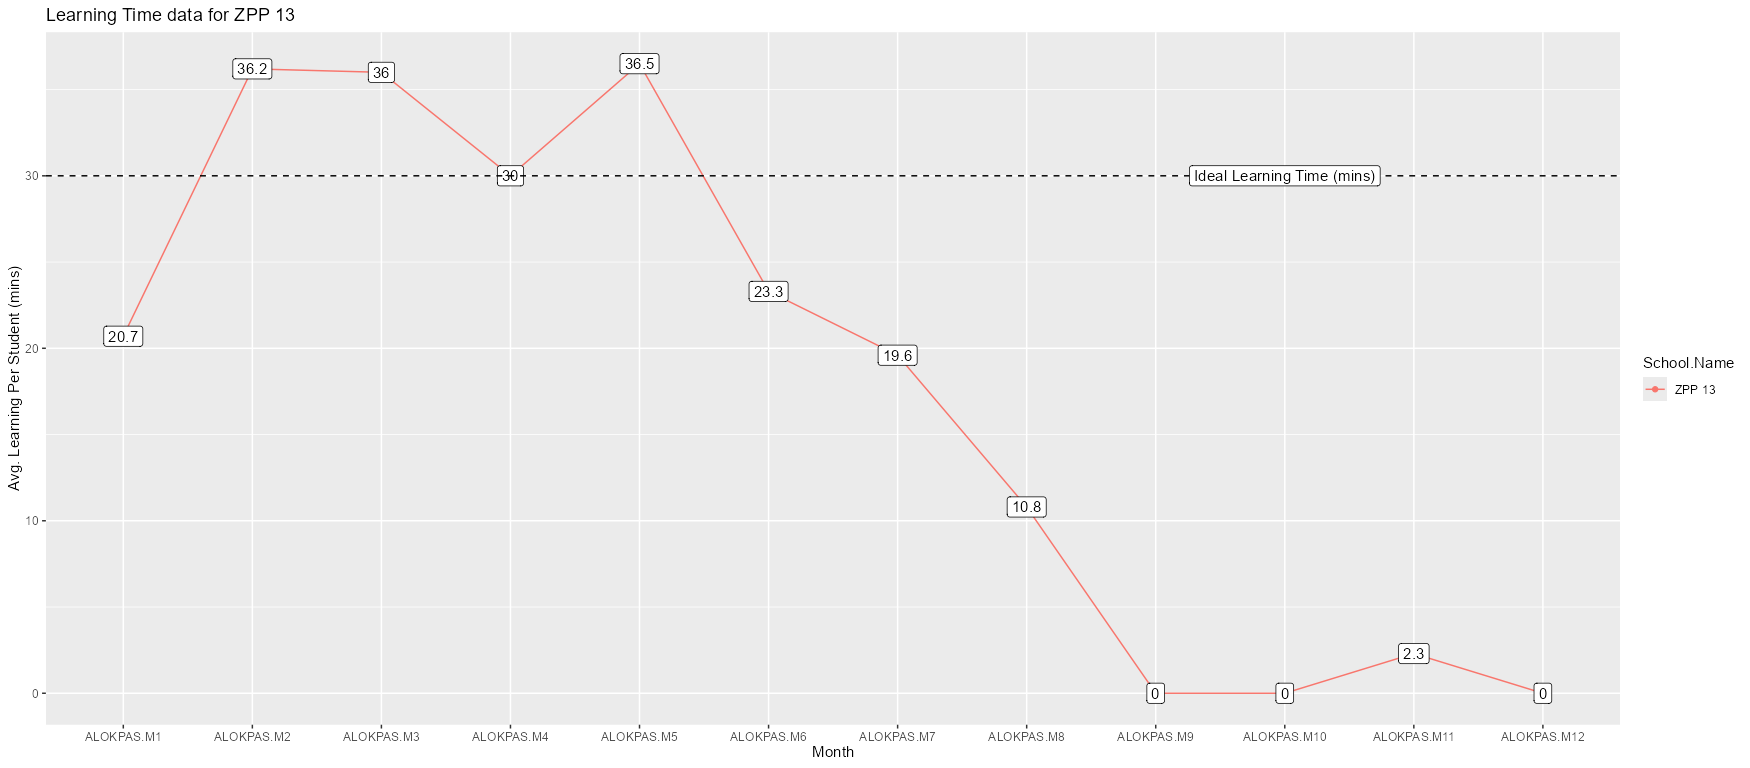 Learning Time data for ZPP 13
Avg. Learning Per Student (mins)
30
20
10
0
20.7
36.2
36
30
36.5
23.3
19.6
10.8
0
0
2.3
0
Ideal Learning Time (mins)
ALOKPAS.M1
ALOKPAS.M2
ALOKPAS.M3
ALOKPAS.M4
ALOKPAS.M5
ALOKPAS.M6
ALOKPAS.M7
ALOKPAS.M8
ALOKPAS.M9
ALOKPAS.M10
ALOKPAS.M11
ALOKPAS.M12
Month
School.Name
ZPP 13